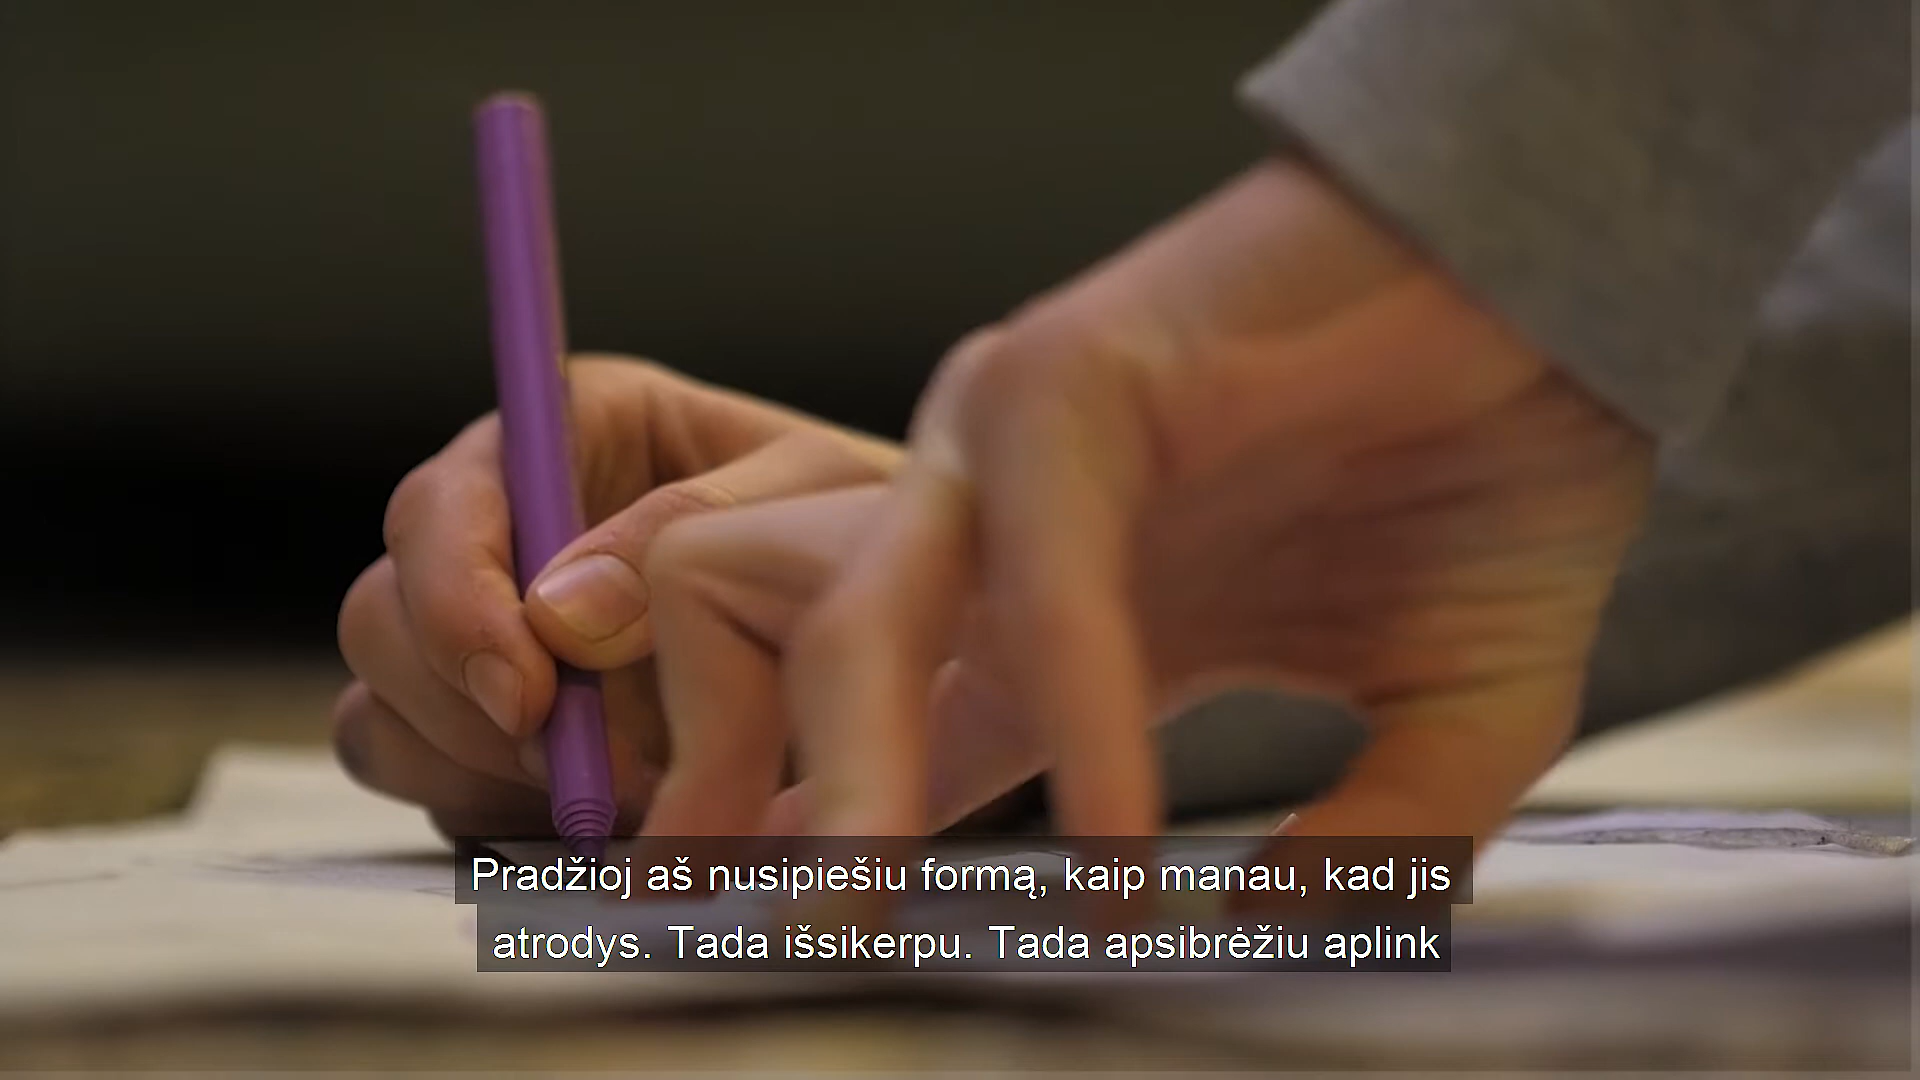 Pradžioj aš nusipiešiu formą, kaip manau, kad jis
atrodys. Tada išsikerpu. Tada apsibrėžiu aplink